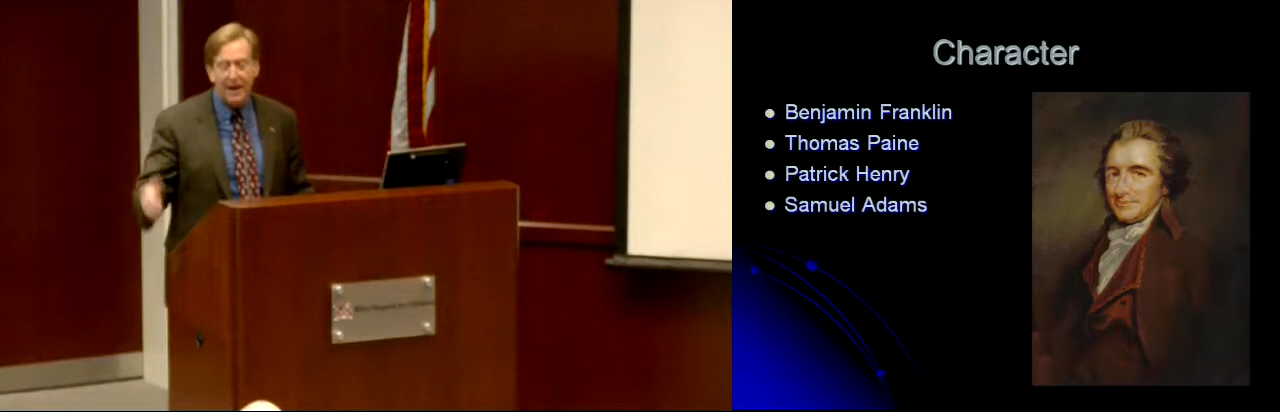 Character
Benjamin Franklin
Thomas Paine
Patrick Henry
Samuel Adams